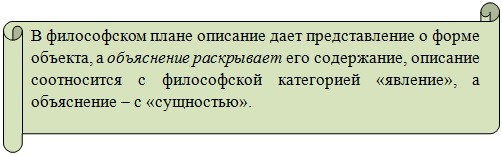 В философском плане описание дает представление о форме
объекта, а объяснение раскрывает его содержание, описание
соотносится с философской категорией «явление», а
объяснение – с «сущностью».